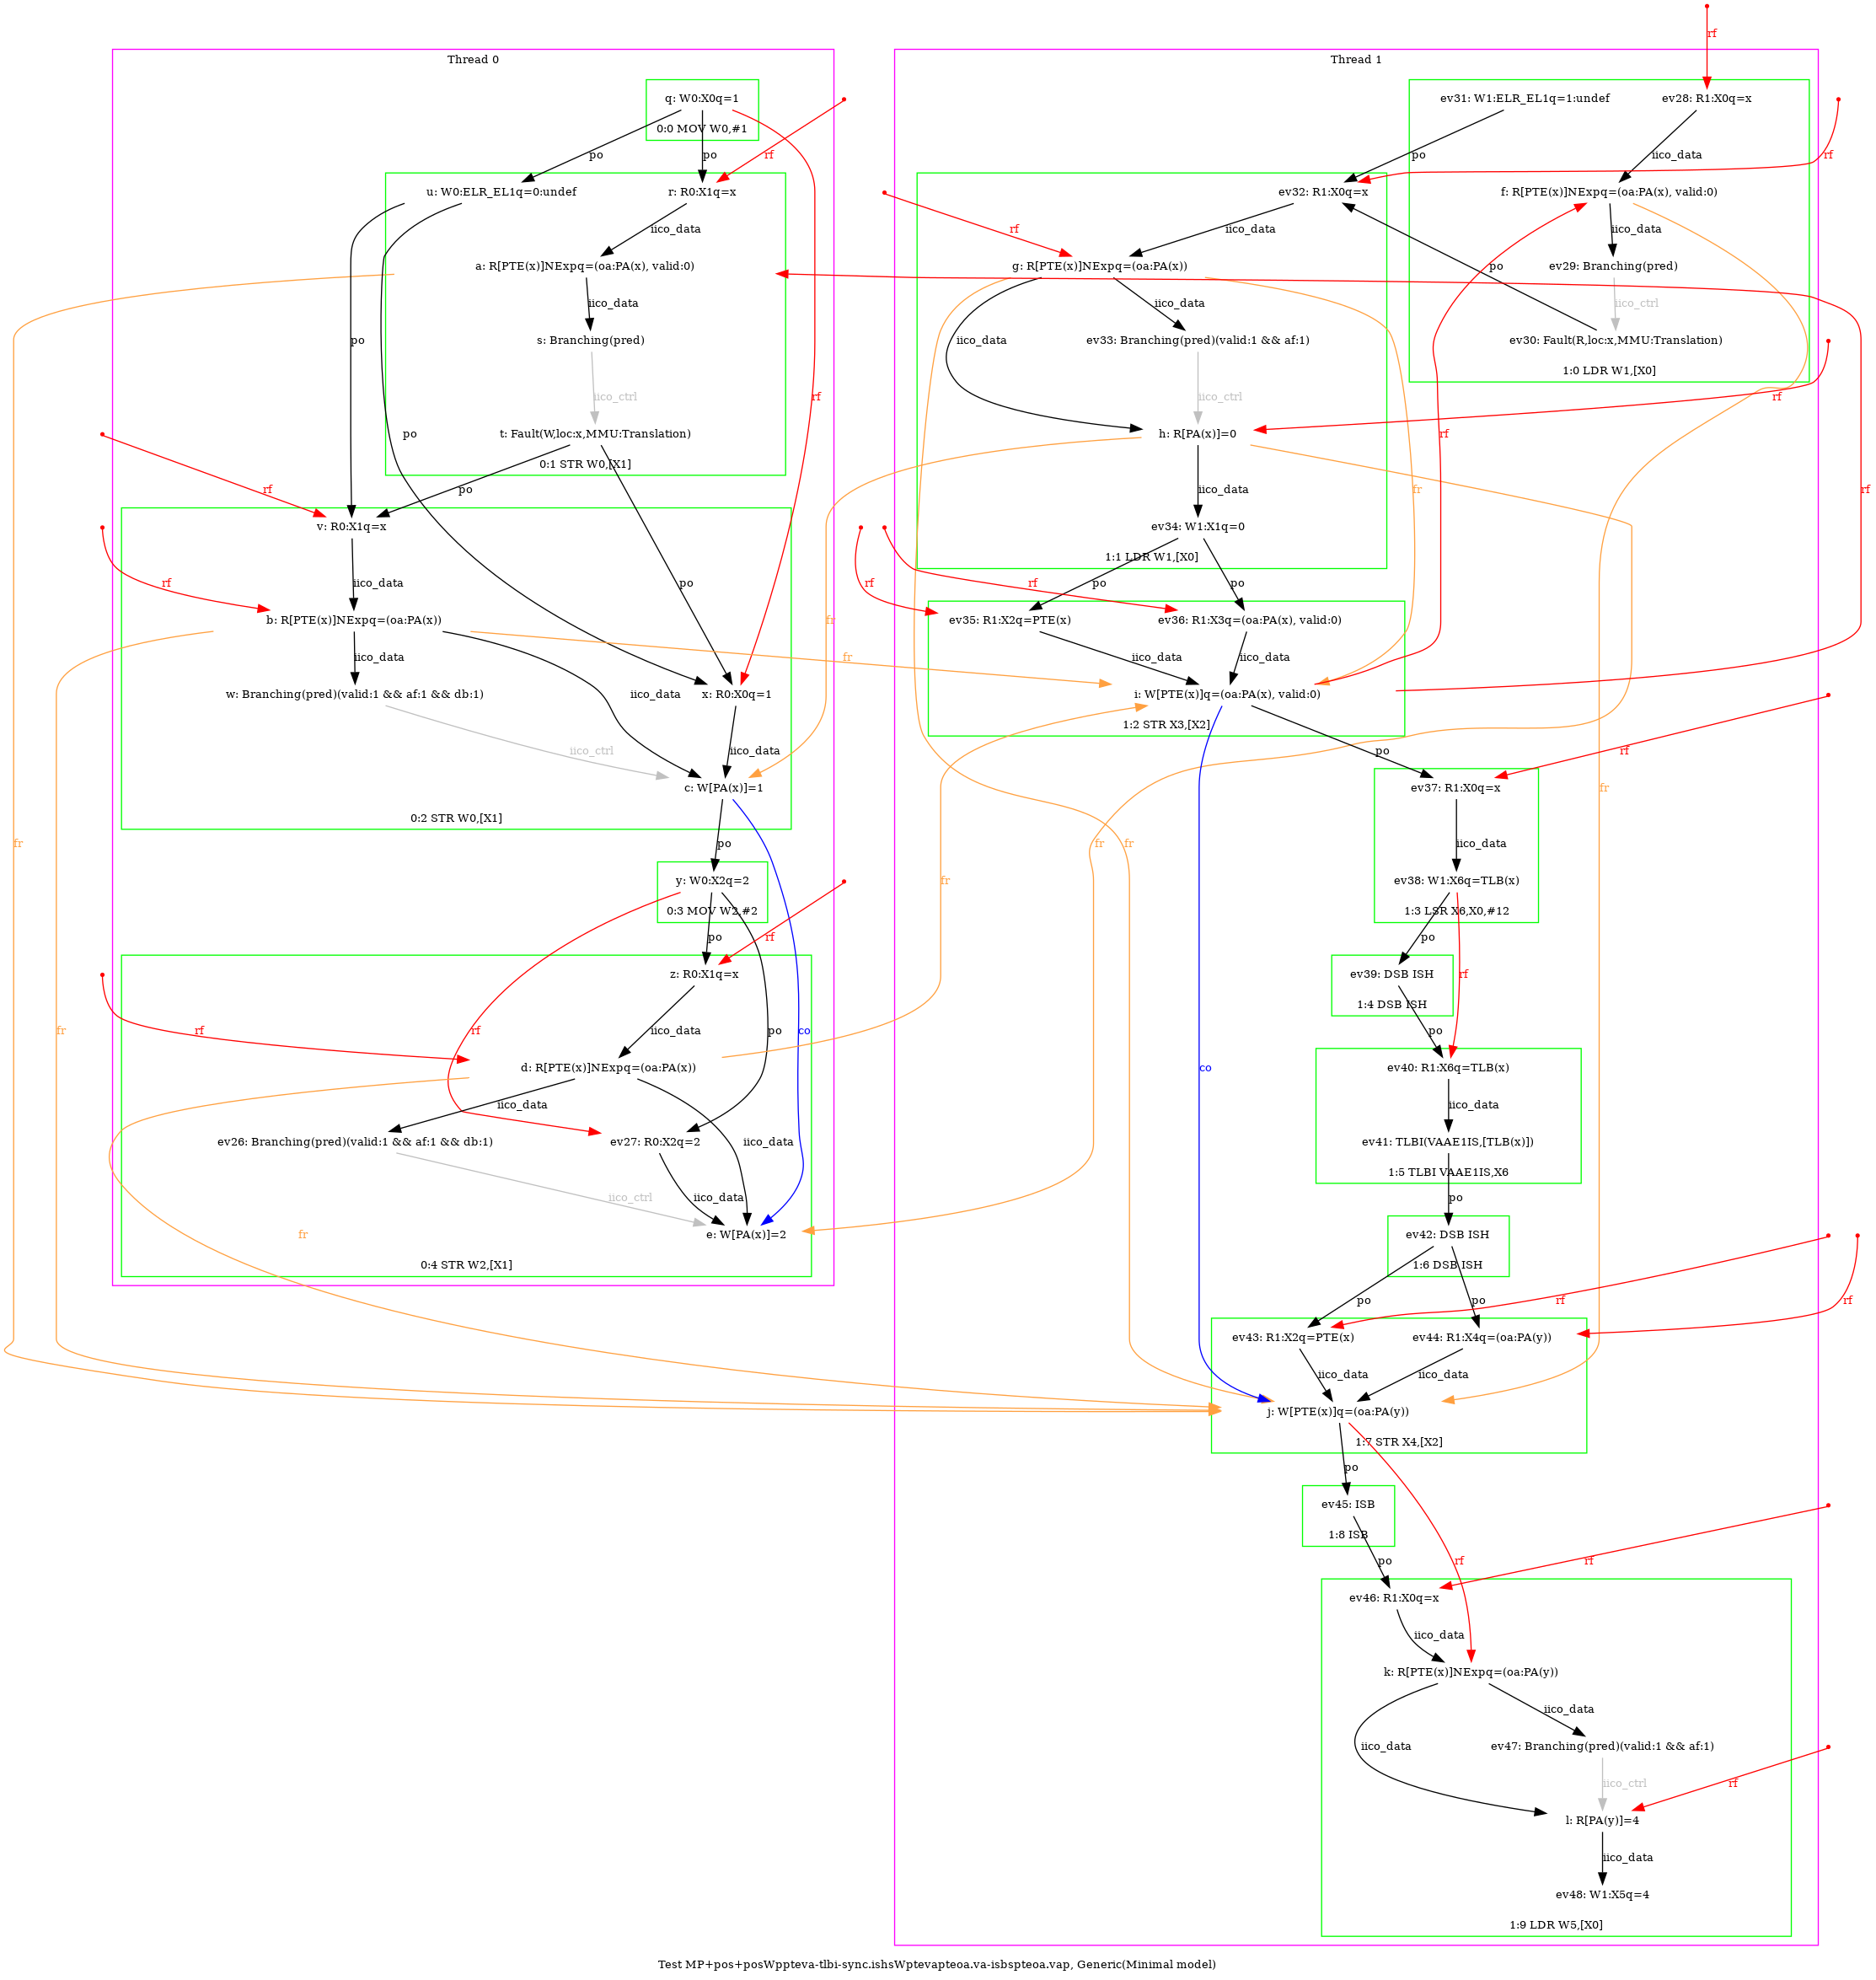 Thread 0
q: W0:X0q=1
0:0 MOV W0,#1
rf
po
po
u: W0:ELR_EL1q=0:undef
r: R0:X1q=x
iico_data
a: R[PTE(x)]NExpq=(oa:PA(x), valid:0)
iico_data
s: Branching(pred)
po
iico_ctrl
rf
t: Fault(W,loc:x,MMU:Translation)
po
0:1 STR W0,[X1]
rf
po
v: R0:X1q=x
rf
iico_data
po
b: R[PTE(x)]NExpq=(oa:PA(x))
fr
iico_data
iico_data
w: Branching(pred)(valid:1 && af:1 && db:1)
x: R0:X0q=1
iico_ctrl
iico_data
c: W[PA(x)]=1
0:2 STR W0,[X1]
fr
po
y: W0:X2q=2
0:3 MOV W2,#2
po
rf
z: R0:X1q=x
fr
rf
rf
iico_data
po
co
d: R[PTE(x)]NExpq=(oa:PA(x))
iico_data
ev26: Branching(pred)(valid:1 && af:1 && db:1)
ev27: R0:X2q=2
iico_data
iico_ctrl
iico_data
e: W[PA(x)]=2
fr
0:4 STR W2,[X1]
Thread 1
rf
ev31: W1:ELR_EL1q=1:undef
ev28: R1:X0q=x
po
iico_data
rf
ev32: R1:X0q=x
f: R[PTE(x)]NExpq=(oa:PA(x), valid:0)
rf
iico_data
iico_data
g: R[PTE(x)]NExpq=(oa:PA(x))
po
ev29: Branching(pred)
iico_data
iico_ctrl
iico_data
ev33: Branching(pred)(valid:1 && af:1)
ev30: Fault(R,loc:x,MMU:Translation)
1:0 LDR W1,[X0]
iico_ctrl
rf
h: R[PA(x)]=0
rf
iico_data
fr
rf
ev34: W1:X1q=0
1:1 LDR W1,[X0]
rf
rf
po
po
fr
ev35: R1:X2q=PTE(x)
ev36: R1:X3q=(oa:PA(x), valid:0)
iico_data
iico_data
fr
i: W[PTE(x)]q=(oa:PA(x), valid:0)
1:2 STR X3,[X2]
po
rf
ev37: R1:X0q=x
fr
fr
fr
iico_data
fr
ev38: W1:X6q=TLB(x)
1:3 LSR X6,X0,#12
po
rf
ev39: DSB ISH
1:4 DSB ISH
po
ev40: R1:X6q=TLB(x)
co
iico_data
ev41: TLBI(VAAE1IS,[TLB(x)])
1:5 TLBI VAAE1IS,X6
po
ev42: DSB ISH
1:6 DSB ISH
po
po
rf
rf
ev43: R1:X2q=PTE(x)
ev44: R1:X4q=(oa:PA(y))
iico_data
iico_data
j: W[PTE(x)]q=(oa:PA(y))
1:7 STR X4,[X2]
po
ev45: ISB
1:8 ISB
po
rf
rf
ev46: R1:X0q=x
iico_data
k: R[PTE(x)]NExpq=(oa:PA(y))
iico_data
iico_data
ev47: Branching(pred)(valid:1 && af:1)
iico_ctrl
rf
l: R[PA(y)]=4
iico_data
ev48: W1:X5q=4
1:9 LDR W5,[X0]
Test MP+pos+posWppteva-tlbi-sync.ishsWptevapteoa.va-isbspteoa.vap, Generic(Minimal model)